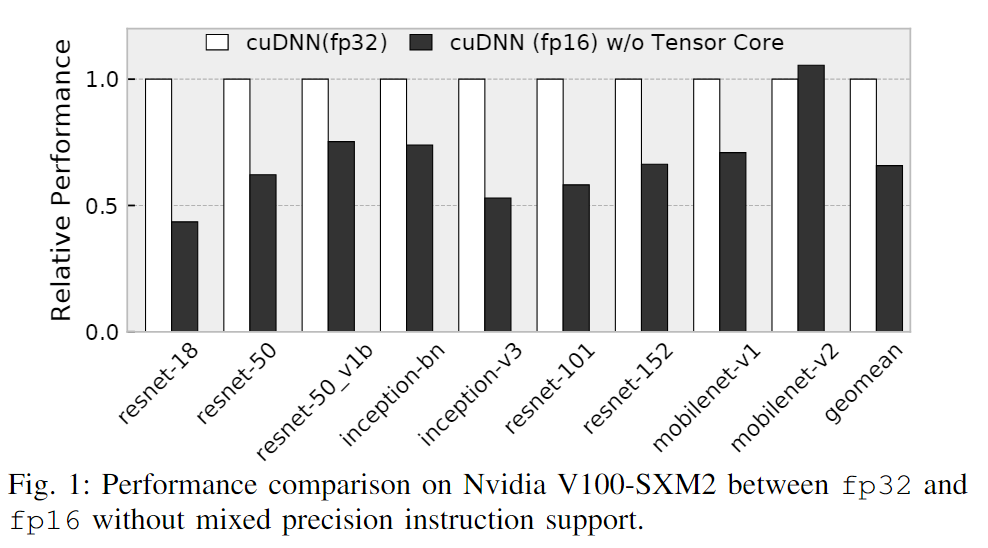 cuDNN(fp32) cuDNN (fp16) w/o Tensor Core
Relative Performance
1.0
0.5
0.0
resnet-18
resnet-50
resnet-50_v1b
inception-bn
inception-v3
resnet-101
resnet-152
mobilenet-v1
mobilenet-v2
geomean
Fig. 1: Performance comparison on Nvidia V100-SXM2 between fp32 and
fp16 without mixed precision instruction support.